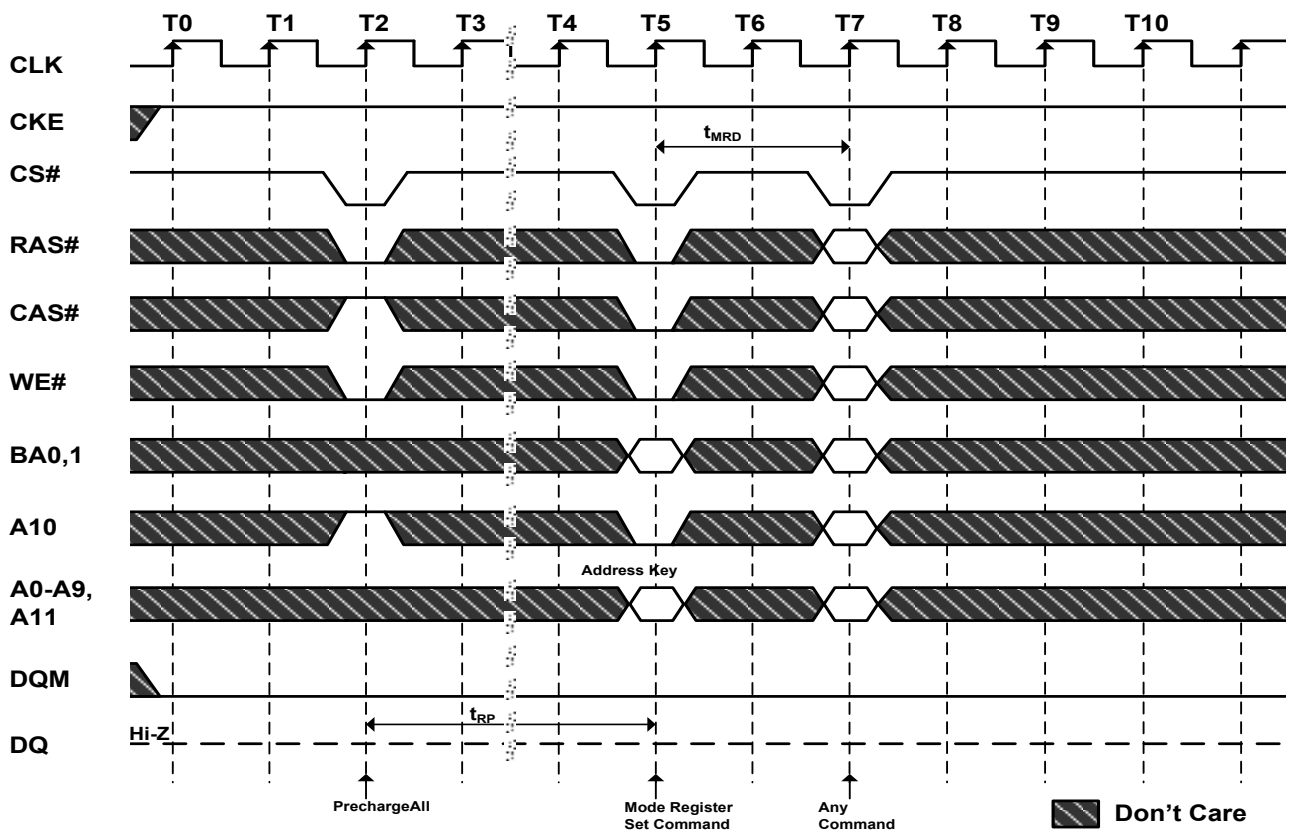 T0 T1 T2 T3 T4 T5 T6 T7 T8 T9 T10
CLK
CKE
tMRD
CS#
RAS#
CAS#
WE#
BA0,1
A10
Address Key
A0-A9,
A11
DQM
tRP
Hi-Z
DQ
PrechargeAll
Mode Register
Set Command
Any
Command
Don't Care